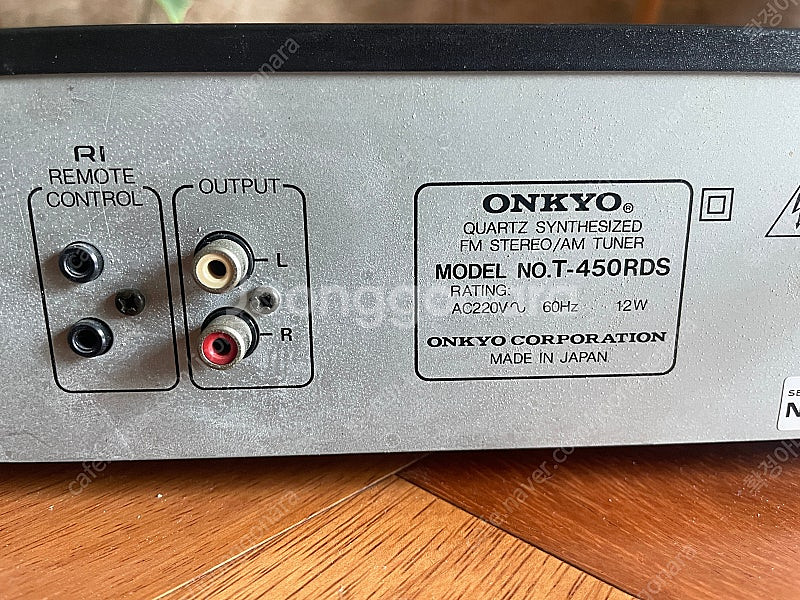 RI
REMOTE
CONTROL
OUTPUT
L
R
ONKYO®
QUARTZ SYNTHESIZED
FM STEREO/AM TUNER
MODEL NO.T-450RDS
RATING:
AC220V～ 60Hz 12W
ONKYO CORPORATION
MADE IN JAPAN
joonggonara